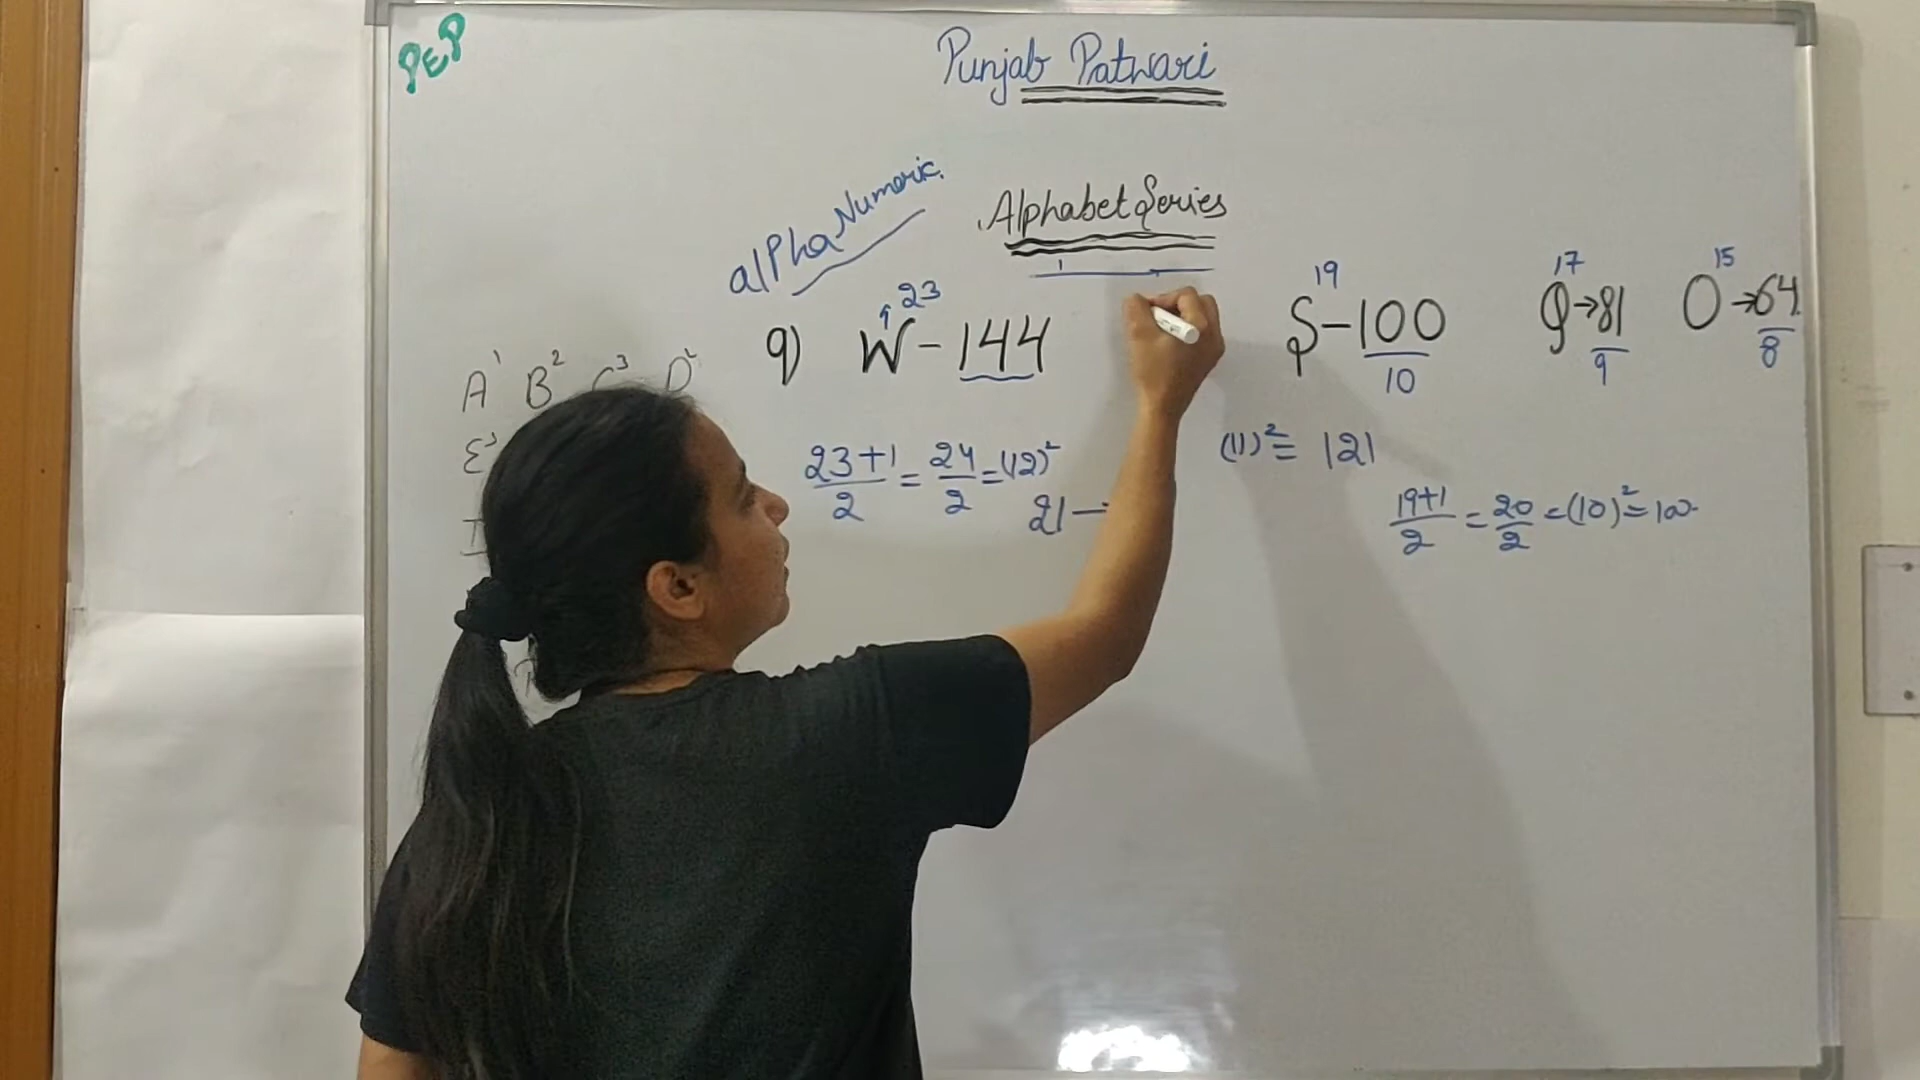 PEP
Punjab Patwari
Alpha Numeric.
Alphabet Series
23 19 17 15
9) W - 144 S - 100 Q → 81 O → 64
10 9 8
A¹ B² C³ D⁴
E
(11)² = 121
23+1/2 = 24/2 = (12)²
21 -
19+1/2 = 20/2 = (10)² = 100
I